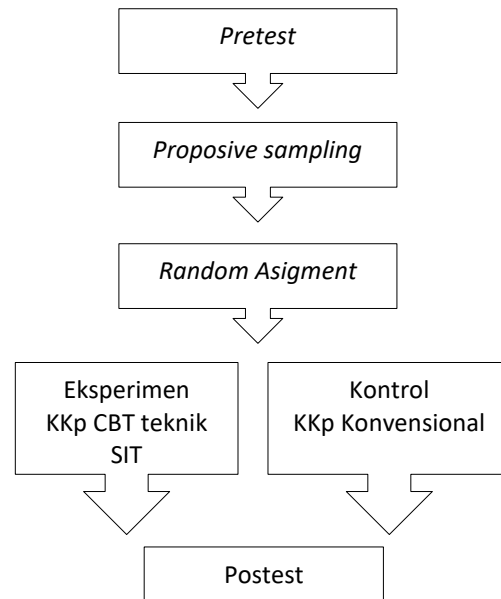 Pretest
Proposive sampling
Random Asigment
Eksperimen
KKp CBT teknik
SIT
Kontrol
KKp Konvensional
Postest